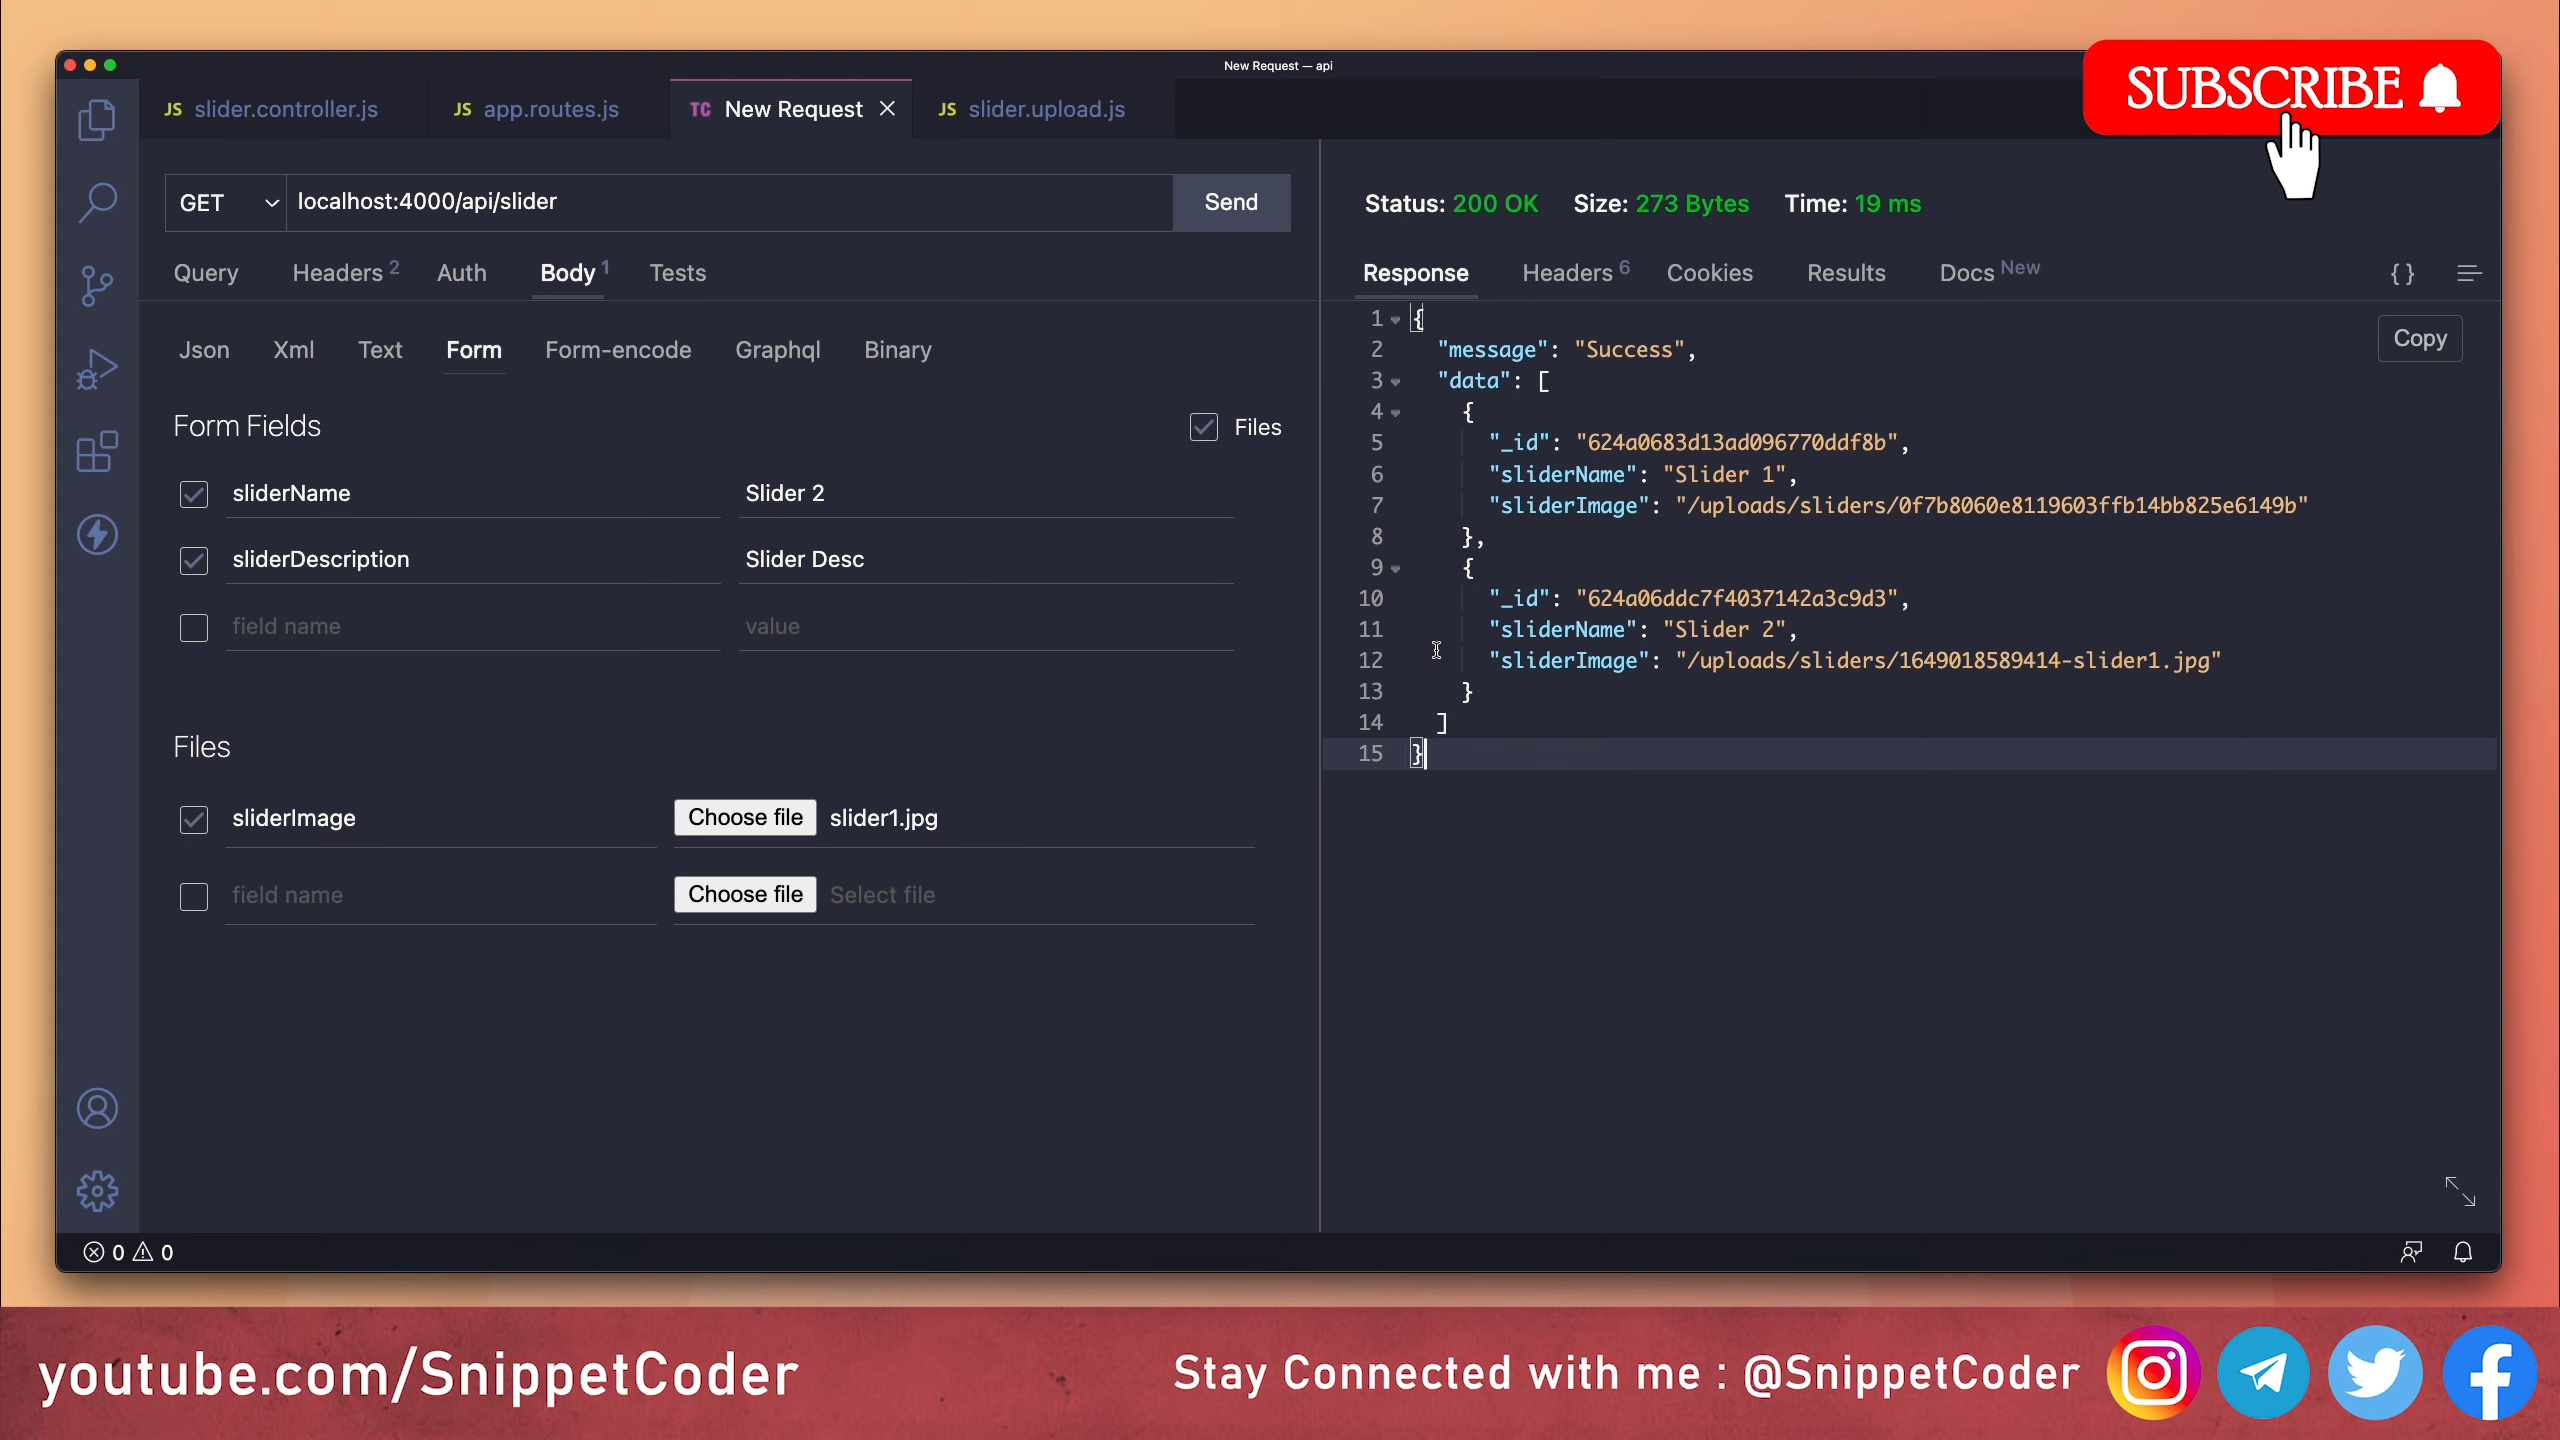 New Request — api
SUBSCRIBE
JS slider.controller.js
JS app.routes.js
TC New Request
JS slider.upload.js
GET
localhost:4000/api/slider
Send
Status: 200 OK
Size: 273 Bytes
Time: 19 ms
Query
Headers 2
Auth
Body 1
Tests
Response
Headers 6
Cookies
Results
Docs New
{ }
Json
Xml
Text
Form
Form-encode
Graphql
Binary
Copy
Form Fields
Files
sliderName
Slider 2
sliderDescription
Slider Desc
field name
value
Files
sliderImage
Choose file
slider1.jpg
field name
Choose file
Select file
1 {
2 "message": "Success",
3 "data": [
4 {
5 "_id": "624a0683d13ad096770ddf8b",
6 "sliderName": "Slider 1",
7 "sliderImage": "/uploads/sliders/0f7b8060e8119603ffb14bb825e6149b"
8 },
9 {
10 "_id": "624a06ddc7f4037142a3c9d3",
11 "sliderName": "Slider 2",
12 "sliderImage": "/uploads/sliders/1649018589414-slider1.jpg"
13 }
14 ]
15 }
0
0
youtube.com/SnippetCoder
Stay Connected with me : @SnippetCoder